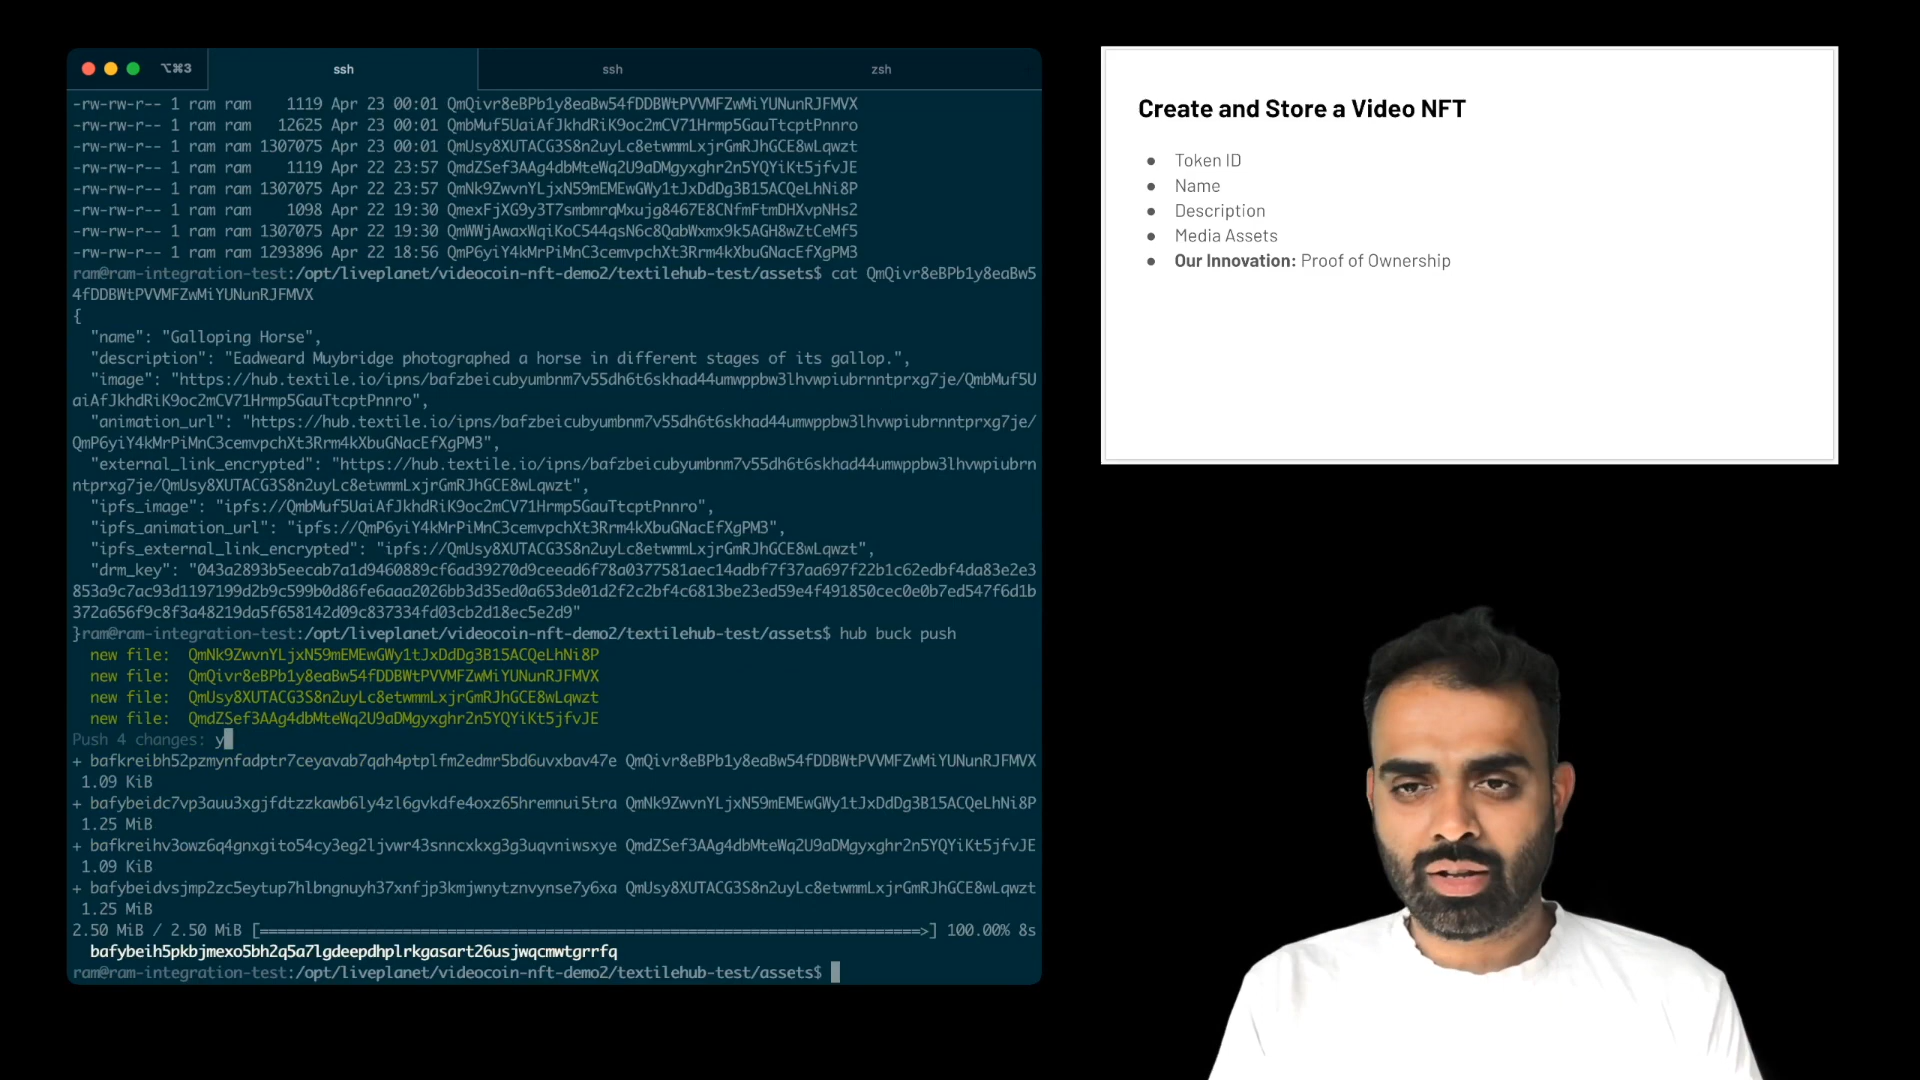 ⌥⌘3
ssh
ssh
zsh
-rw-rw-r-- 1 ram ram    1119 Apr 23 00:01 QmQivr8eBPb1y8eaBw54fDDBWtPVVMFZwMiYUNunRJFMVX
-rw-rw-r-- 1 ram ram   12625 Apr 23 00:01 QmbMuf5UaiAfJkhdRiK9oc2mCV71Hrmp5GauTtcptPnnro
-rw-rw-r-- 1 ram ram 1307075 Apr 23 00:01 QmUsy8XUTACG3S8n2uyLc8etwmmLxjrGmRJhGCE8wLqwzt
-rw-rw-r-- 1 ram ram    1119 Apr 22 23:57 QmdZSef3AAg4dbMteWq2U9aDMgyxghr2n5YQYiKt5jfvJE
-rw-rw-r-- 1 ram ram 1307075 Apr 22 23:57 QmNk9ZwvnYLjxN59mEMEwGWy1tJxDdDg3B15ACQeLhNi8P
-rw-rw-r-- 1 ram ram    1098 Apr 22 19:30 QmexFjXG9y3T7smbmrqMxujg8467E8CNfmFtmDHXvpNHs2
-rw-rw-r-- 1 ram ram 1307075 Apr 22 19:30 QmWWjAwaxWqiKoC544qsN6c8QabWxmx9k5AGH8wZtCeMf5
-rw-rw-r-- 1 ram ram 1293896 Apr 22 18:56 QmP6yiY4kMrPiMnC3cemvpchXt3Rrm4kXbuGNacEfXgPM3
ram@ram-integration-test:/opt/liveplanet/videocoin-nft-demo2/textilehub-test/assets$ cat QmQivr8eBPb1y8eaBw5
4fDDBWtPVVMFZwMiYUNunRJFMVX
{
"name": "Galloping Horse",
"description": "Eadweard Muybridge photographed a horse in different stages of its gallop.",
"image": "https://hub.textile.io/ipns/bafzbeicubyumbnm7v55dh6t6skhad44umwppbw3lhvwpiubrnntprxg7je/QmbMuf5U
aiAfJkhdRiK9oc2mCV71Hrmp5GauTtcptPnnro",
"animation_url": "https://hub.textile.io/ipns/bafzbeicubyumbnm7v55dh6t6skhad44umwppbw3lhvwpiubrnntprxg7je/
QmP6yiY4kMrPiMnC3cemvpchXt3Rrm4kXbuGNacEfXgPM3",
"external_link_encrypted": "https://hub.textile.io/ipns/bafzbeicubyumbnm7v55dh6t6skhad44umwppbw3lhvwpiubrn
ntprxg7je/QmUsy8XUTACG3S8n2uyLc8etwmmLxjrGmRJhGCE8wLqwzt",
"ipfs_image": "ipfs://QmbMuf5UaiAfJkhdRiK9oc2mCV71Hrmp5GauTtcptPnnro",
"ipfs_animation_url": "ipfs://QmP6yiY4kMrPiMnC3cemvpchXt3Rrm4kXbuGNacEfXgPM3",
"ipfs_external_link_encrypted": "ipfs://QmUsy8XUTACG3S8n2uyLc8etwmmLxjrGmRJhGCE8wLqwzt",
"drm_key": "043a2893b5eecab7a1d9460889cf6ad39270d9ceead6f78a0377581aec14adbf7f37aa697f22b1c62edbf4da83e2e3
853a9c7ac93d1197199d2b9c599b0d86fe6aaa2026bb3d35ed0a653de01d2f2c2bf4c6813be23ed59e4f491850cec0e0b7ed547f6d1b
372a656f9c8f3a48219da5f658142d09c837334fd03cb2d18ec5e2d9"
}ram@ram-integration-test:/opt/liveplanet/videocoin-nft-demo2/textilehub-test/assets$ hub buck push
new file:  QmNk9ZwvnYLjxN59mEMEwGWy1tJxDdDg3B15ACQeLhNi8P
new file:  QmQivr8eBPb1y8eaBw54fDDBWtPVVMFZwMiYUNunRJFMVX
new file:  QmUsy8XUTACG3S8n2uyLc8etwmmLxjrGmRJhGCE8wLqwzt
new file:  QmdZSef3AAg4dbMteWq2U9aDMgyxghr2n5YQYiKt5jfvJE
Push 4 changes: y
+ bafkreibh52pzmynfadptr7ceyavab7qah4ptplfm2edmr5bd6uvxbav47e QmQivr8eBPb1y8eaBw54fDDBWtPVVMFZwMiYUNunRJFMVX
1.09 KiB
+ bafybeidc7vp3auu3xgjfdtzzkawb6ly4zl6gvkdfe4oxz65hremnui5tra QmNk9ZwvnYLjxN59mEMEwGWy1tJxDdDg3B15ACQeLhNi8P
1.25 MiB
+ bafkreihv3owz6q4gnxgito54cy3eg2ljvwr43snncxkxg3g3uqvniwsxye QmdZSef3AAg4dbMteWq2U9aDMgyxghr2n5YQYiKt5jfvJE
1.09 KiB
+ bafybeidvsjmp2zc5eytup7hlbngnuyh37xnfjp3kmjwnytznvynse7y6xa QmUsy8XUTACG3S8n2uyLc8etwmmLxjrGmRJhGCE8wLqwzt
1.25 MiB
2.50 MiB / 2.50 MiB [==========================================================================>] 100.00% 8s
bafybeih5pkbjmexo5bh2q5a7lgdeepdhplrkgasart26usjwqcmwtgrrfq
ram@ram-integration-test:/opt/liveplanet/videocoin-nft-demo2/textilehub-test/assets$
Create and Store a Video NFT
● Token ID
● Name
● Description
● Media Assets
● Our Innovation: Proof of Ownership